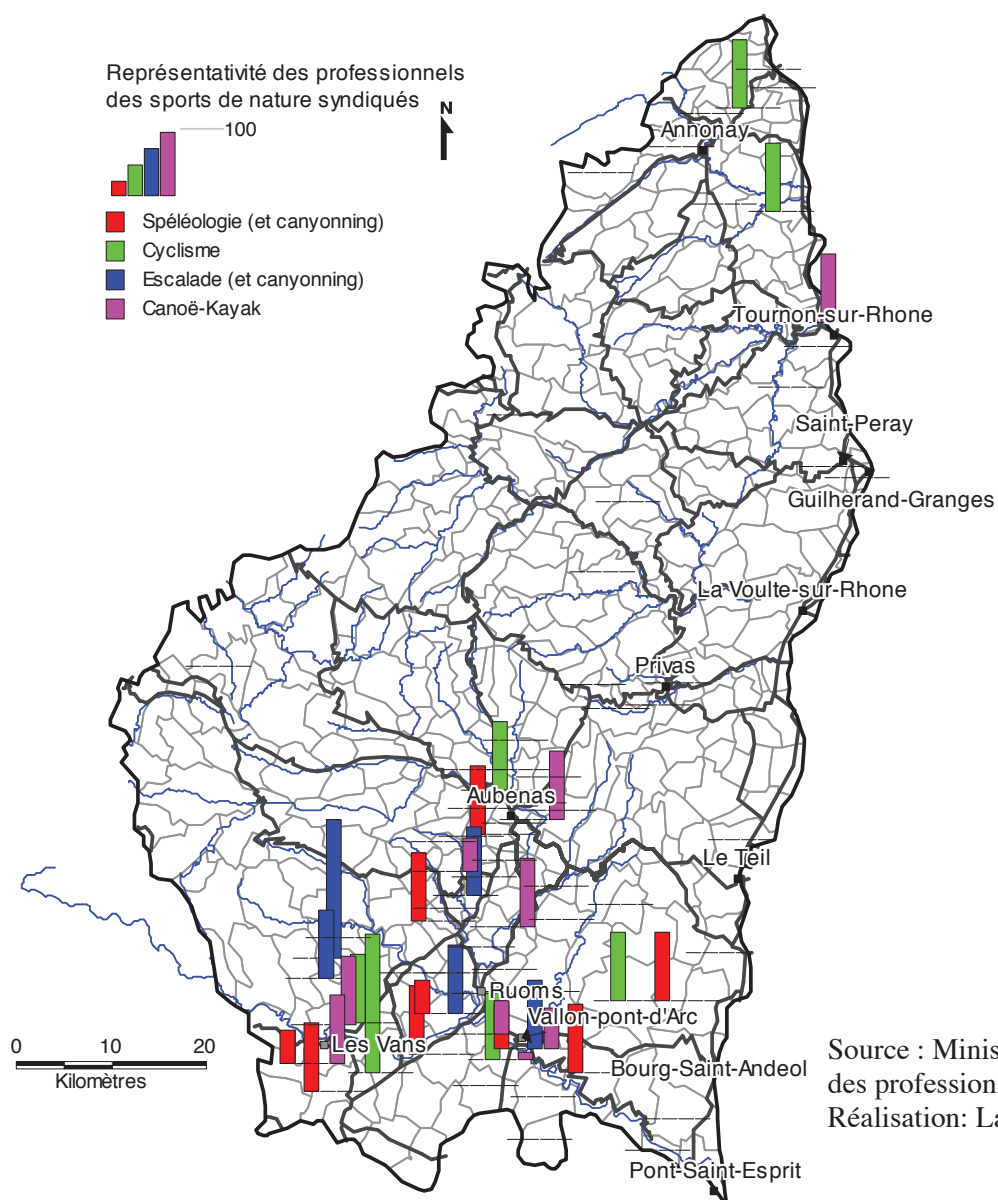 Représentativité des professionnels
des sports de nature syndiqués
100
N
Spéléologie (et canyonning)
Cyclisme
Escalade (et canyonning)
Canoë-Kayak
Annonay
Tournon-sur-Rhone
Saint-Peray
Guilherand-Granges
La Voulte-sur-Rhone
Privas
Aubenas
Le Teil
Ruoms
Vallon-pont-d'Arc
Les Vans
Bourg-Saint-Andeol
Pont-Saint-Esprit
0 10 20
Kilomètres
Source : Minis
des profession
Réalisation: La